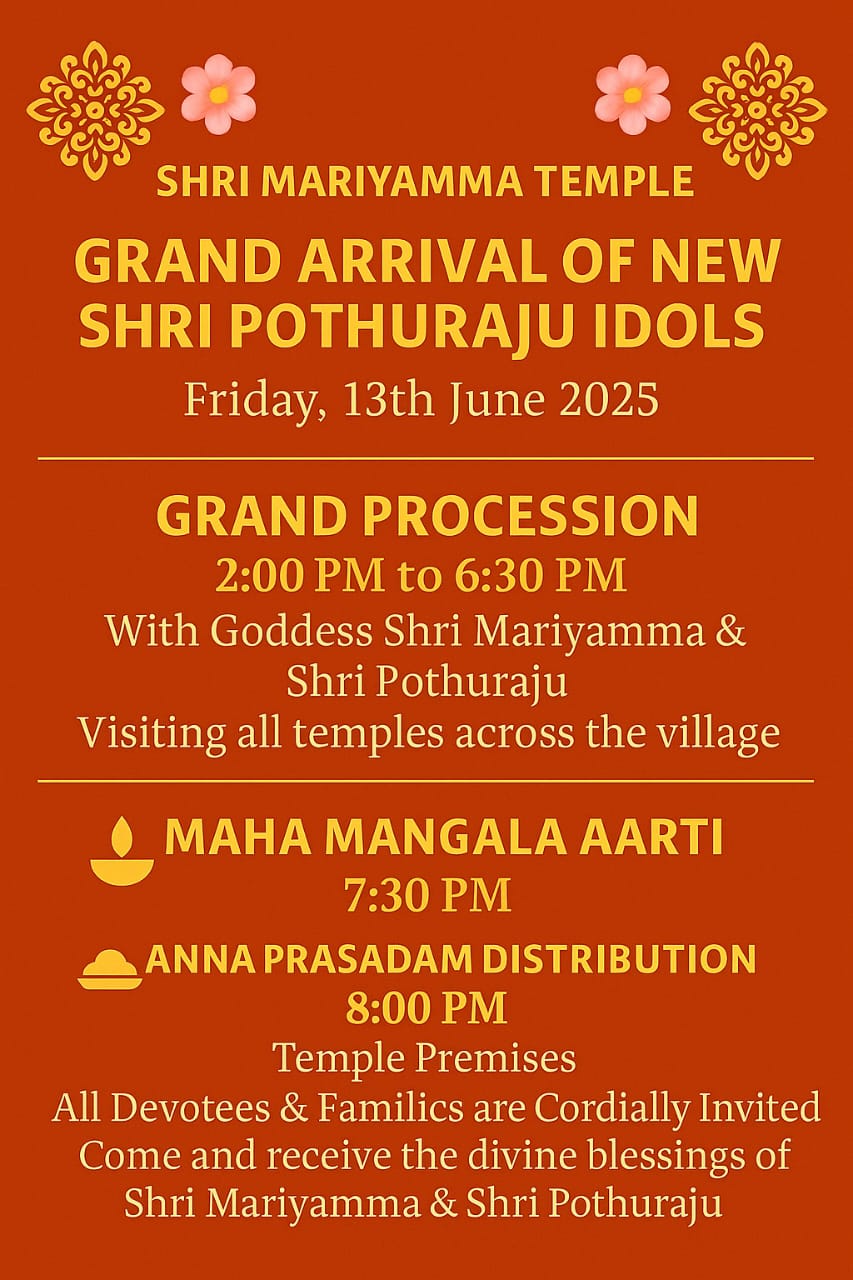 SHRI MARIYAMMA TEMPLE
GRAND ARRIVAL OF NEW
SHRI POTHURAJU IDOLS
Friday, 13th June 2025
GRAND PROCESSION
2:00 PM to 6:30 PM
With Goddess Shri Mariyamma &
Shri Pothuraju
Visiting all temples across the village
MAHA MANGALA AARTI
7:30 PM
ANNA PRASADAM DISTRIBUTION
8:00 PM
Temple Premises
All Devotees & Familics are Cordially Invited
Come and receive the divine blessings of
Shri Mariyamma & Shri Pothuraju